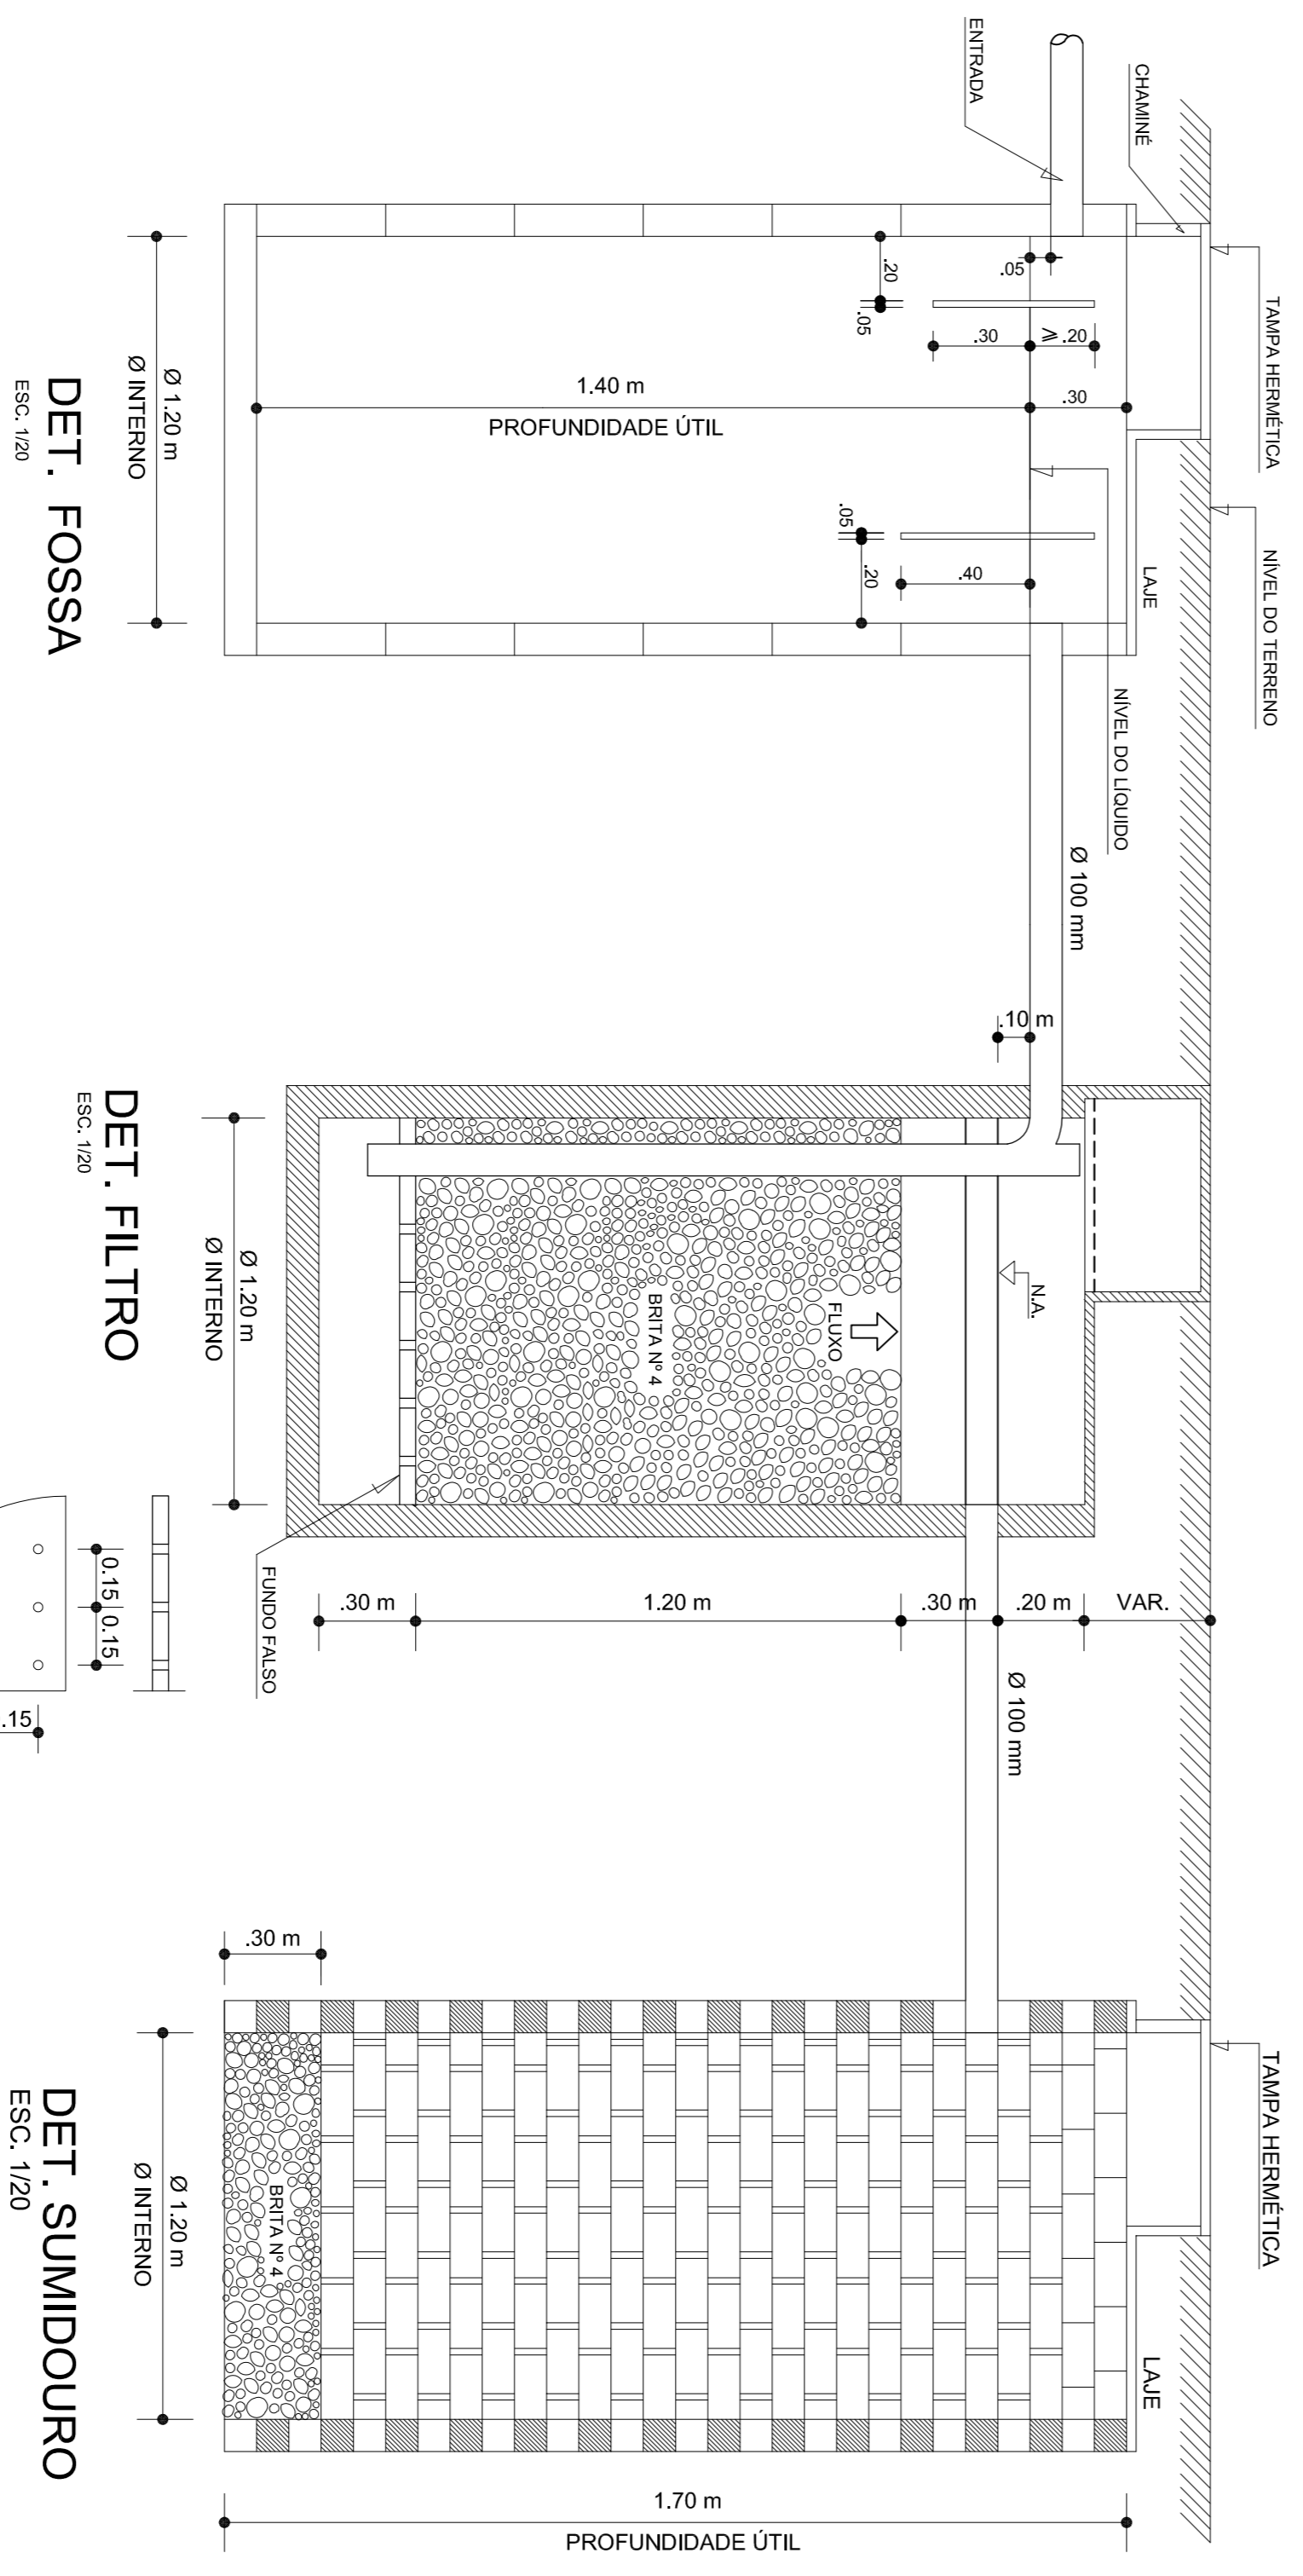 ENTRADA
CHAMINÉ
TAMPA HERMÉTICA
NÍVEL DO TERRENO
LAJE
NÍVEL DO LÍQUIDO
.05
.20
.05
.30
≥ .20
.30
1.40 m
PROFUNDIDADE ÚTIL
.05
.20
.40
Ø 1.20 m
Ø INTERNO
DET. FOSSA
ESC. 1/20
Ø 100 mm
.10 m
N.A.
FLUXO
BRITA Nº 4
FUNDO FALSO
.30 m
1.20 m
.30 m
.20 m
VAR.
Ø 1.20 m
Ø INTERNO
DET. FILTRO
ESC. 1/20
0.15
0.15
.15
Ø 100 mm
TAMPA HERMÉTICA
LAJE
.30 m
BRITA Nº 4
Ø 1.20 m
Ø INTERNO
1.70 m
PROFUNDIDADE ÚTIL
DET. SUMIDOURO
ESC. 1/20